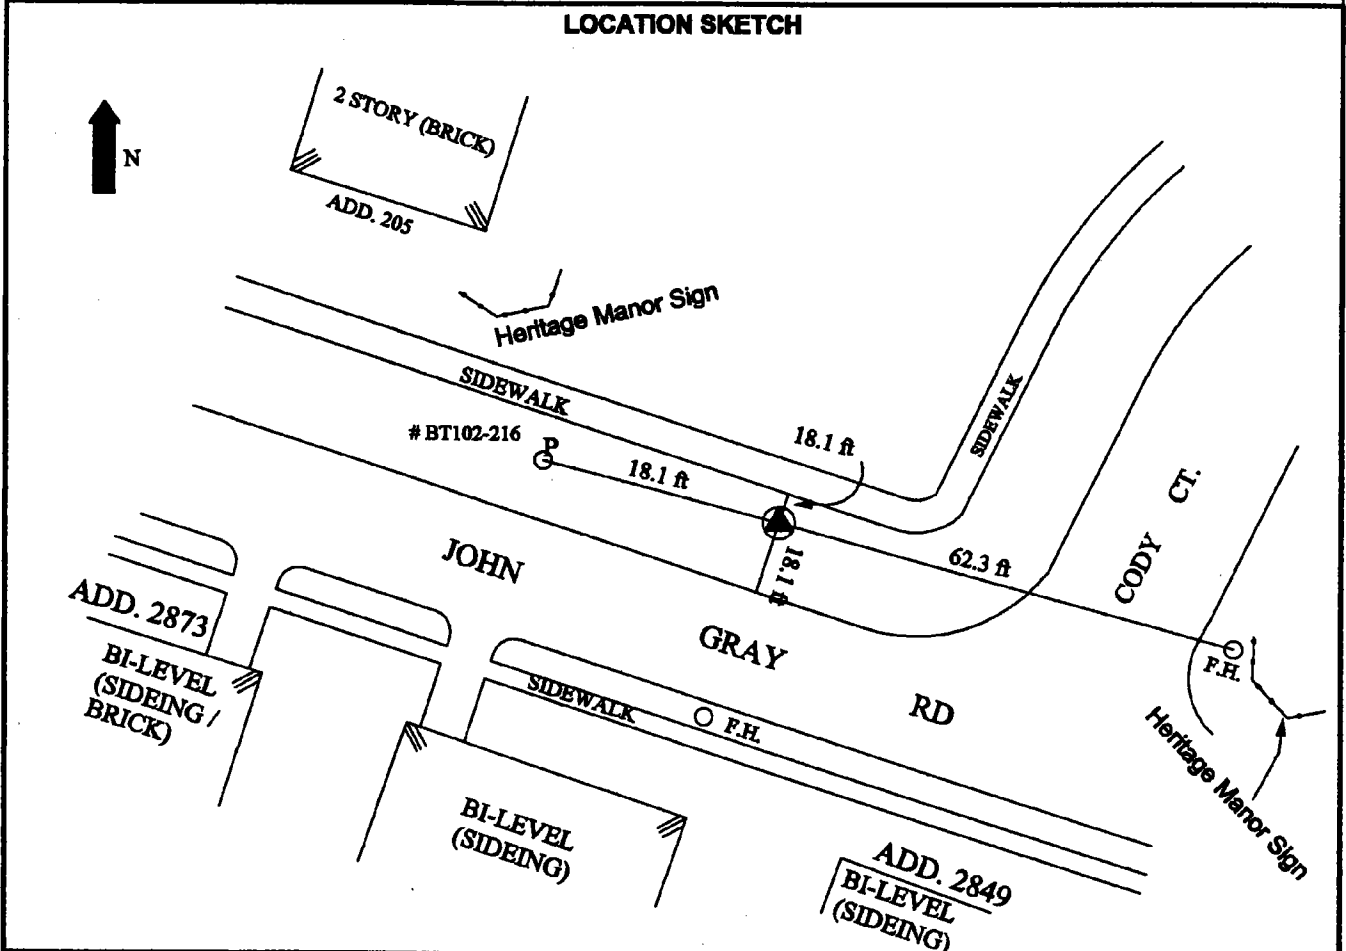 LOCATION SKETCH
N
2 STORY (BRICK)
ADD. 205
Heritage Manor Sign
SIDEWALK
# BT102-216
P
18.1 ft
18.1 ft
SIDEWALK
18.1 ft
62.3 ft
CODY CT.
JOHN GRAY RD
F.H.
Heritage Manor Sign
ADD. 2873
BI-LEVEL
(SIDEING /
BRICK)
SIDEWALK
F.H.
BI-LEVEL
(SIDEING)
ADD. 2849
BI-LEVEL
(SIDEING)